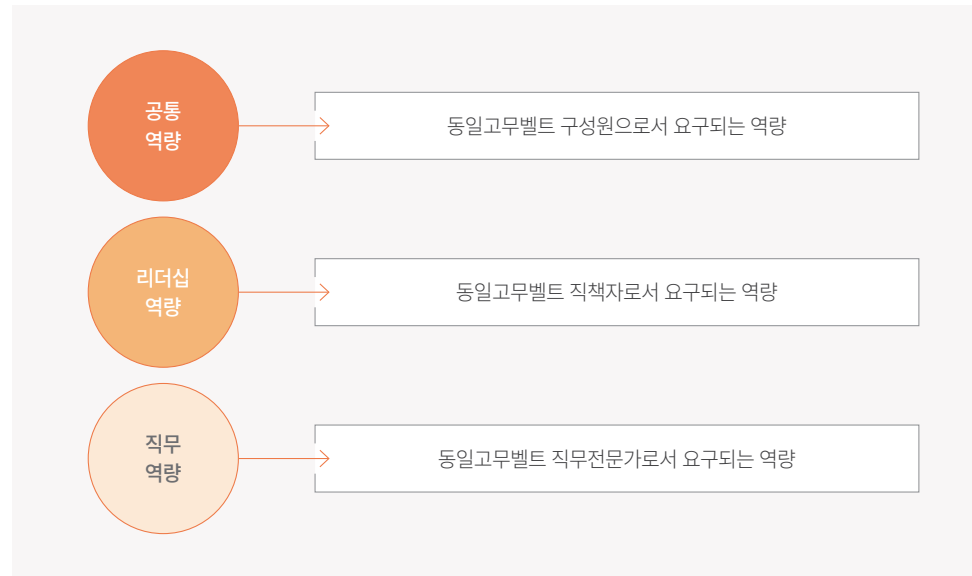 공통
역량
동일고무벨트 구성원으로서 요구되는 역량
리더십
역량
동일고무벨트 직책자로서 요구되는 역량
직무
역량
동일고무벨트 직무전문가로서 요구되는 역량